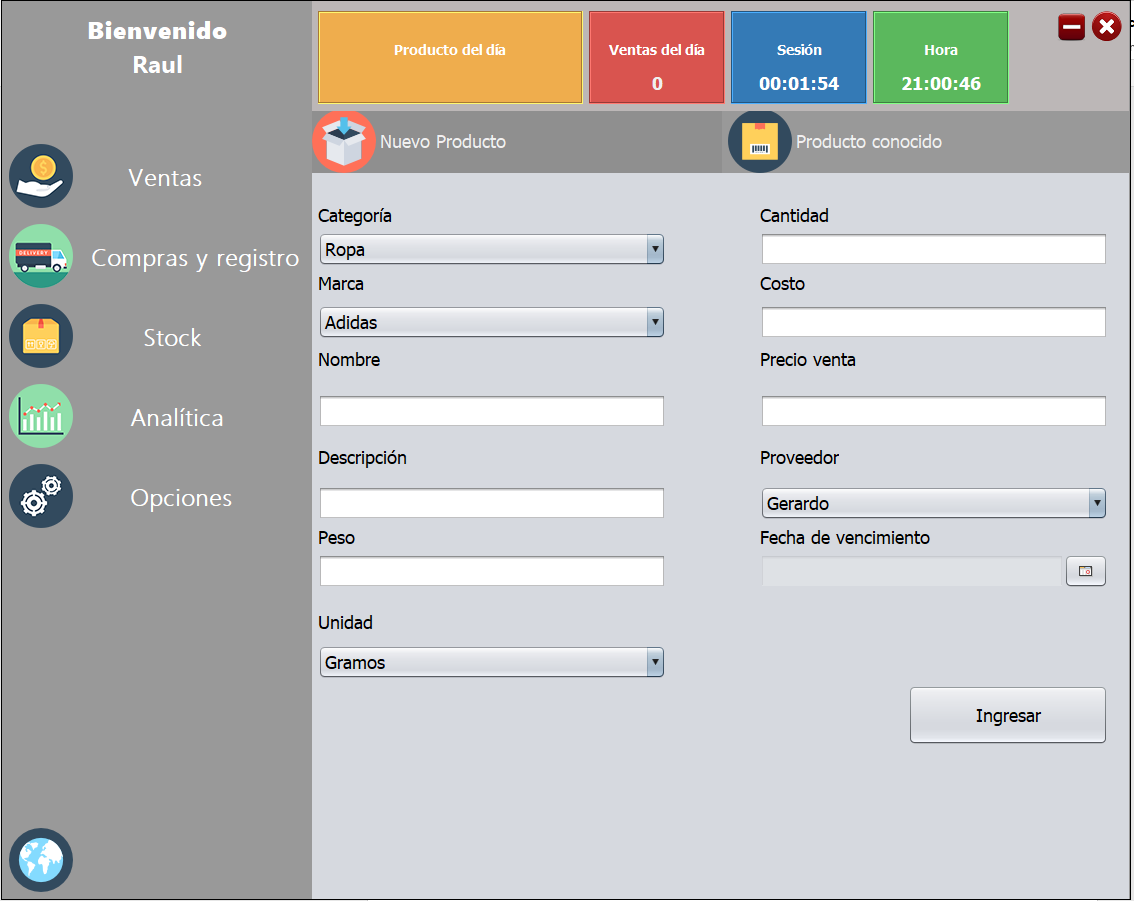 Bienvenido
Raul
Producto del día
Ventas del día
0
Sesión
00:01:54
Hora
21:00:46
Nuevo Producto
Producto conocido
Ventas
Compras y registro
Stock
Analítica
Opciones
DELIVERY
Categoría
Ropa
Marca
Adidas
Nombre
Descripción
Peso
Unidad
Gramos
Cantidad
Costo
Precio venta
Proveedor
Gerardo
Fecha de vencimiento
Ingresar